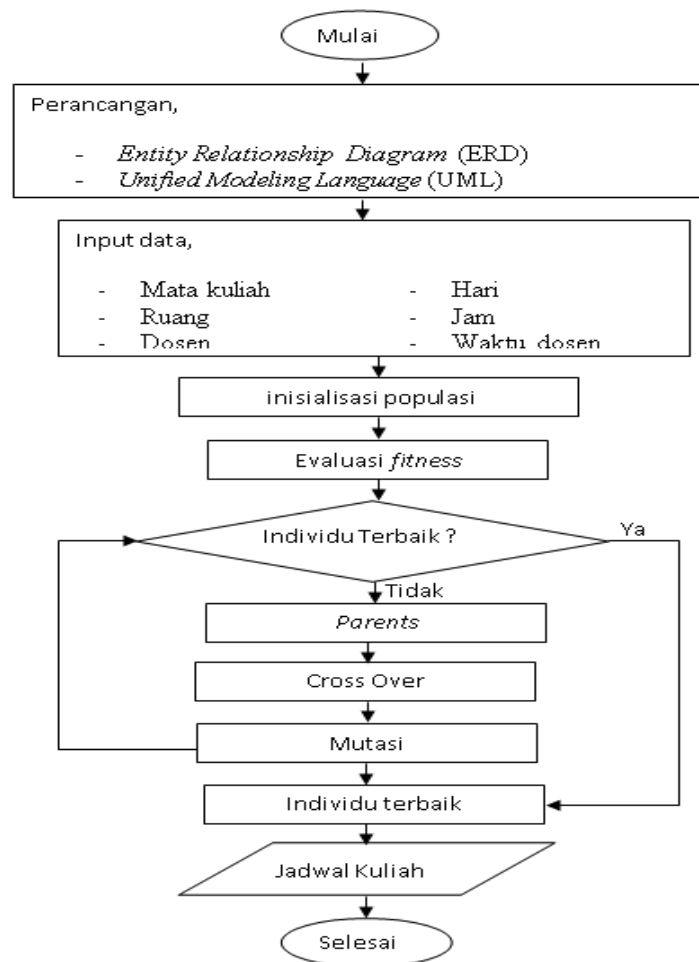 Mulai
Perancangan,
- Entity Relationship Diagram (ERD)
- Unified Modeling Language (UML)
Input data,
- Mata kuliah
- Ruang
- Dosen
- Hari
- Jam
- Waktu dosen
inisialisasi populasi
Evaluasi fitness
Individu Terbaik ?
Ya
Tidak
Parents
Cross Over
Mutasi
Individu terbaik
Jadwal Kuliah
Selesai